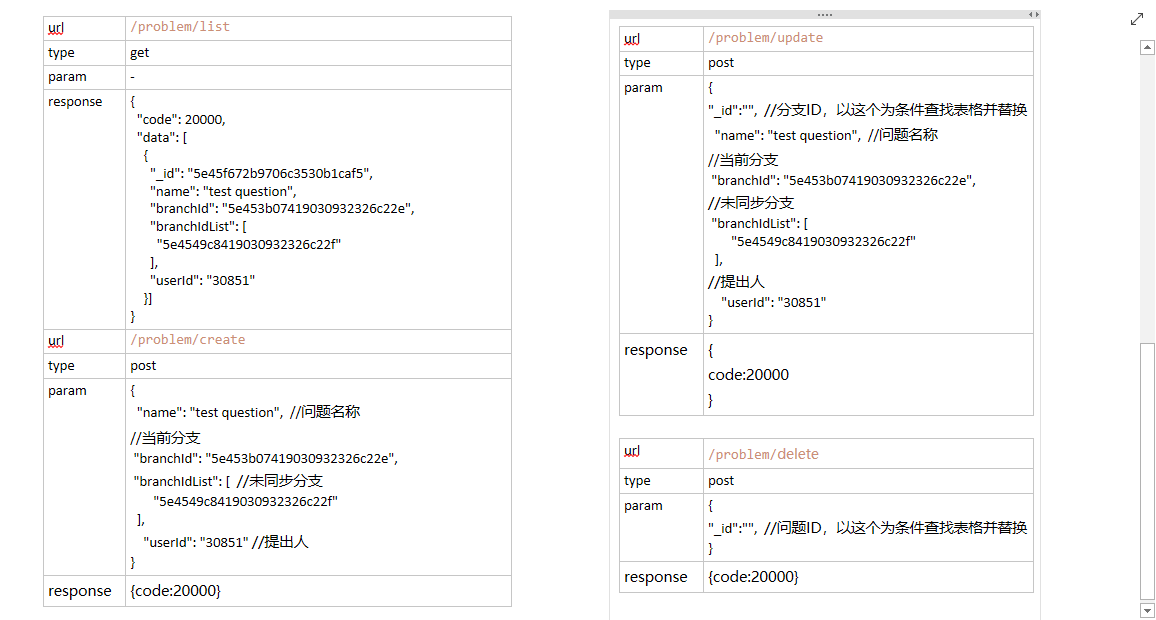 url /problem/list
type get
param -
response {
"code": 20000,
"data": [
{
"_id": "5e45f672b9706c3530b1caf5",
"name": "test question",
"branchId": "5e453b07419030932326c22e",
"branchIdList": [
"5e4549c8419030932326c22f"
],
"userId": "30851"
}]
}
url /problem/create
type post
param {
"name": "test question", //问题名称
//当前分支
"branchId": "5e453b07419030932326c22e",
"branchIdList": [ //未同步分支
"5e4549c8419030932326c22f"
],
"userId": "30851" //提出人
}
response {code:20000}
url /problem/update
type post
param {
"_id":"", //分支ID，以这个为条件查找表格并替换
"name": "test question", //问题名称
//当前分支
"branchId": "5e453b07419030932326c22e",
//未同步分支
"branchIdList": [
"5e4549c8419030932326c22f"
],
//提出人
"userId": "30851"
}
response {
code:20000
}
url /problem/delete
type post
param {
"_id":"", //问题ID，以这个为条件查找表格并替换
}
response {code:20000}